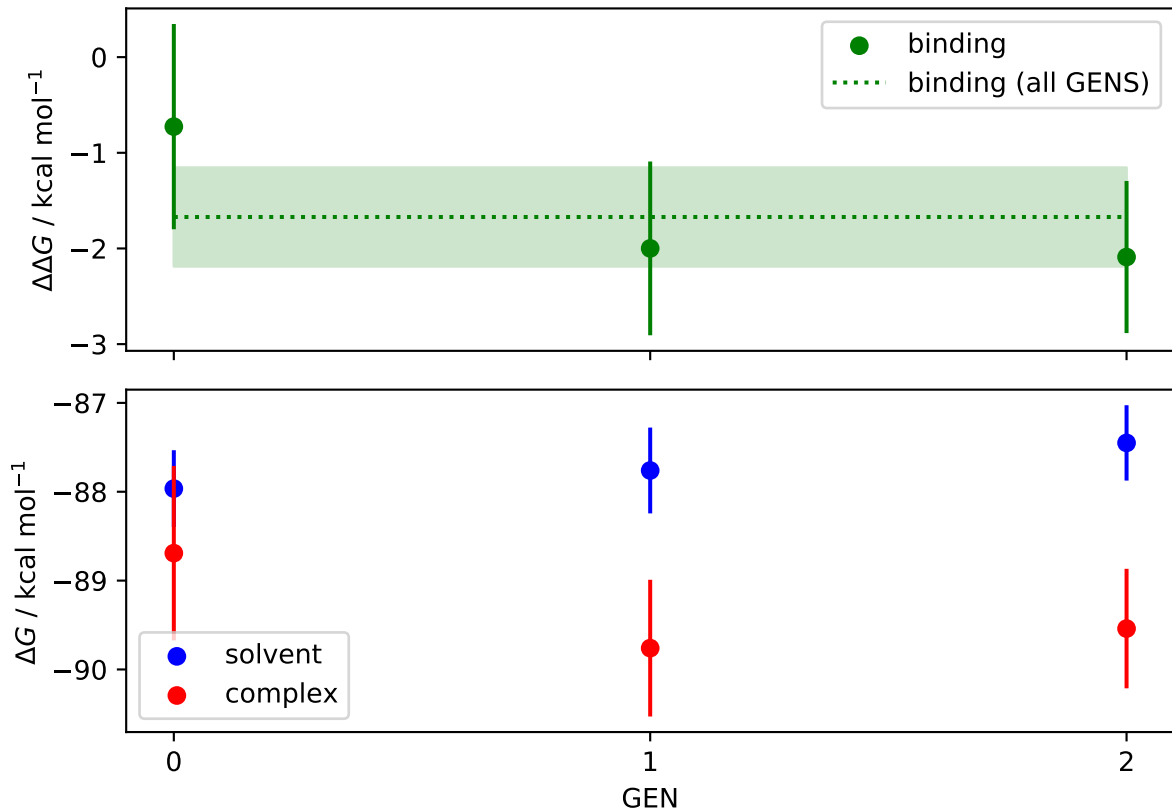 0
−1
−2
−3
ΔΔG / kcal mol⁻¹
binding
binding (all GENS)
−87
−88
−89
−90
ΔG / kcal mol⁻¹
solvent
complex
0 1 2
GEN